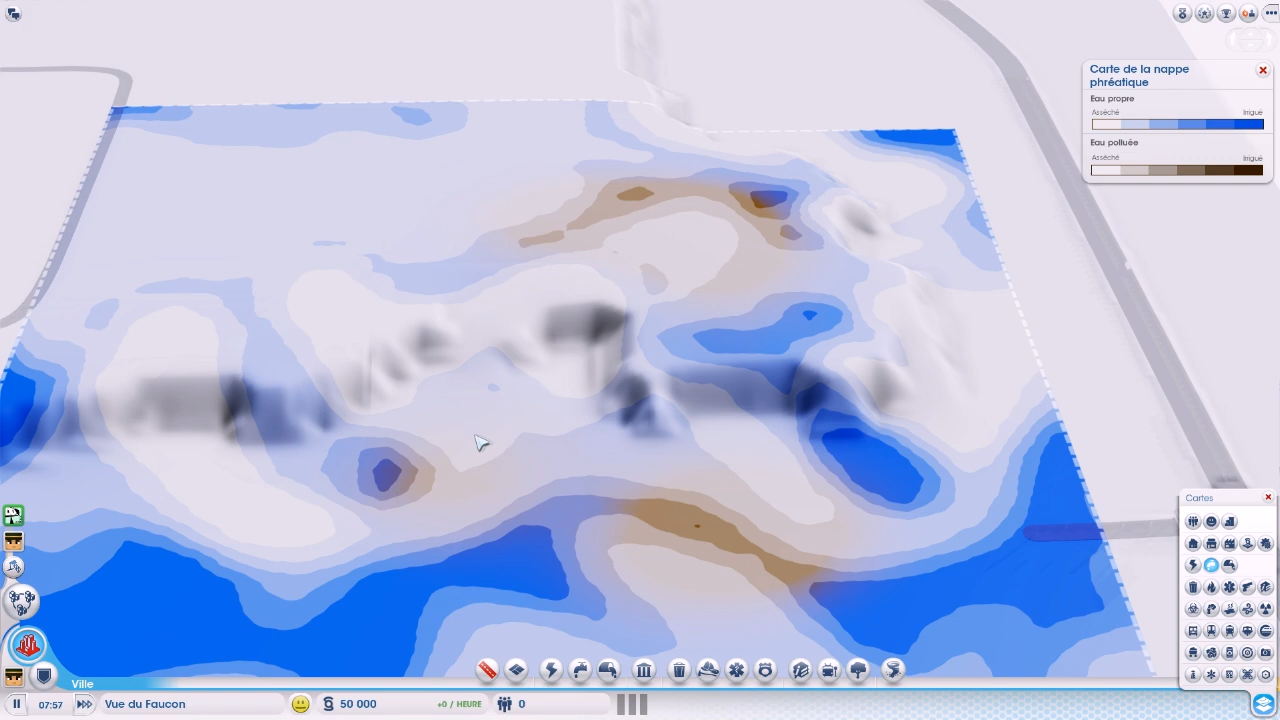 Carte de la nappe
phréatique
Eau propre
Asséché Irrigué
Eau polluée
Asséché Irrigué
Cartes
Ville
07:57 Vue du Faucon 50 000 +0 / HEURE 0